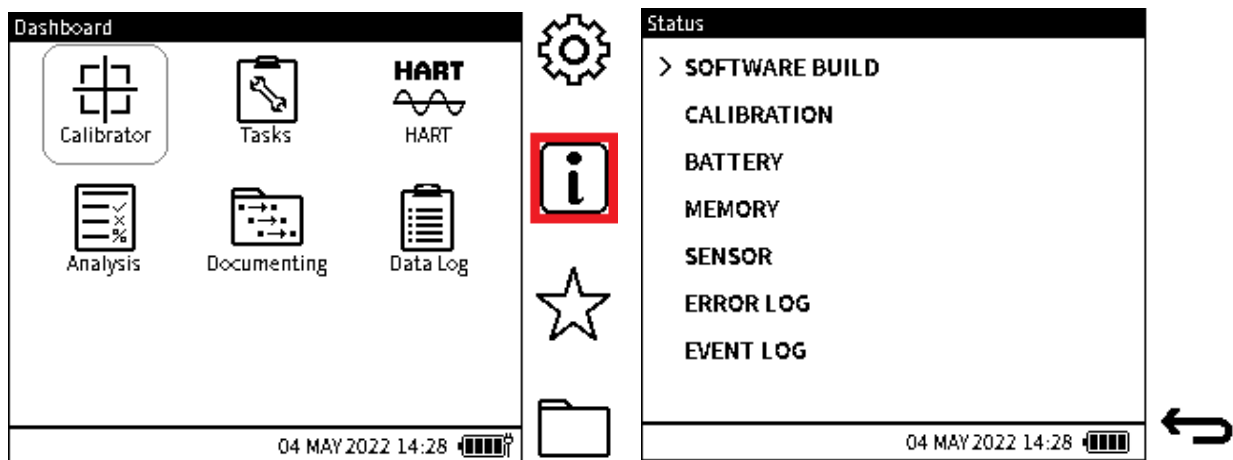 Dashboard
HART
Calibrator Tasks HART
Analysis Documenting Data Log
04 MAY 2022 14:28
i
Status
> SOFTWARE BUILD
CALIBRATION
BATTERY
MEMORY
SENSOR
ERROR LOG
EVENT LOG
04 MAY 2022 14:28